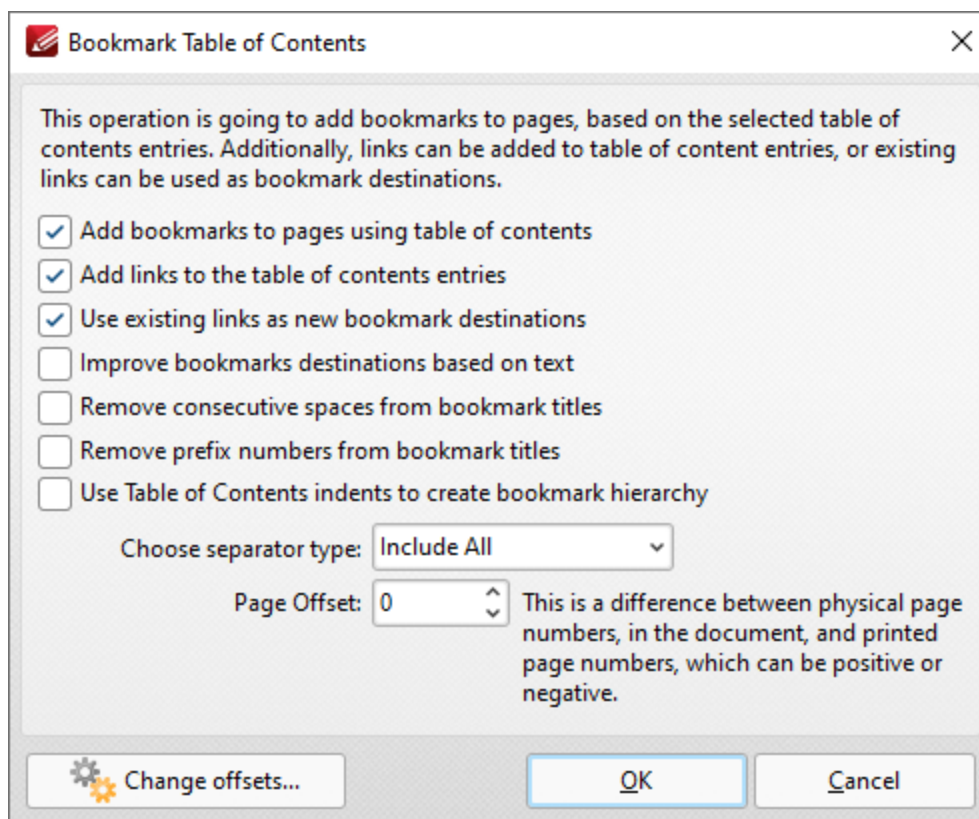 Bookmark Table of Contents
This operation is going to add bookmarks to pages, based on the selected table of
contents entries. Additionally, links can be added to table of content entries, or existing
links can be used as bookmark destinations.
Add bookmarks to pages using table of contents
Add links to the table of contents entries
Use existing links as new bookmark destinations
Improve bookmarks destinations based on text
Remove consecutive spaces from bookmark titles
Remove prefix numbers from bookmark titles
Use Table of Contents indents to create bookmark hierarchy
Choose separator type: Include All
Page Offset: 0 This is a difference between physical page
numbers, in the document, and printed
page numbers, which can be positive or
negative.
Change offsets... OK Cancel